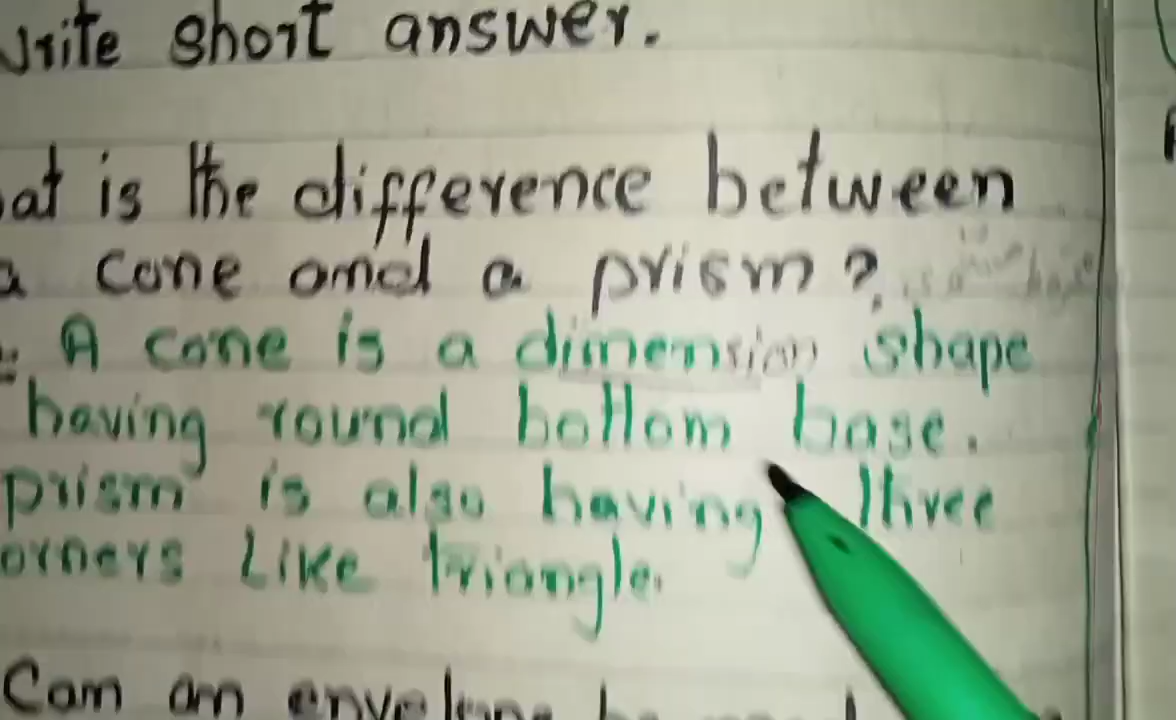 Write short answer.
at is the difference between
a cone and a prism?
A cone is a dimension shape
having round bottom base.
prism is also having three
orners Like triangle.
Can an